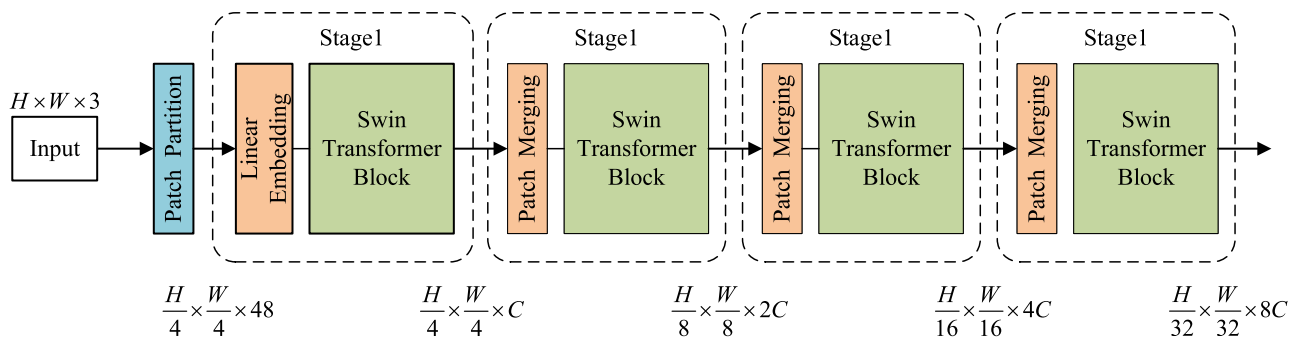 Stage1
Stage1
Stage1
Stage1
H×W×3
Input
Patch Partition
Linear
Embedding
Swin
Transformer
Block
Patch Merging
Swin
Transformer
Block
Patch Merging
Swin
Transformer
Block
Patch Merging
Swin
Transformer
Block
H/4 × W/4 × 48
H/4 × W/4 × C
H/8 × W/8 × 2C
H/16 × W/16 × 4C
H/32 × W/32 × 8C